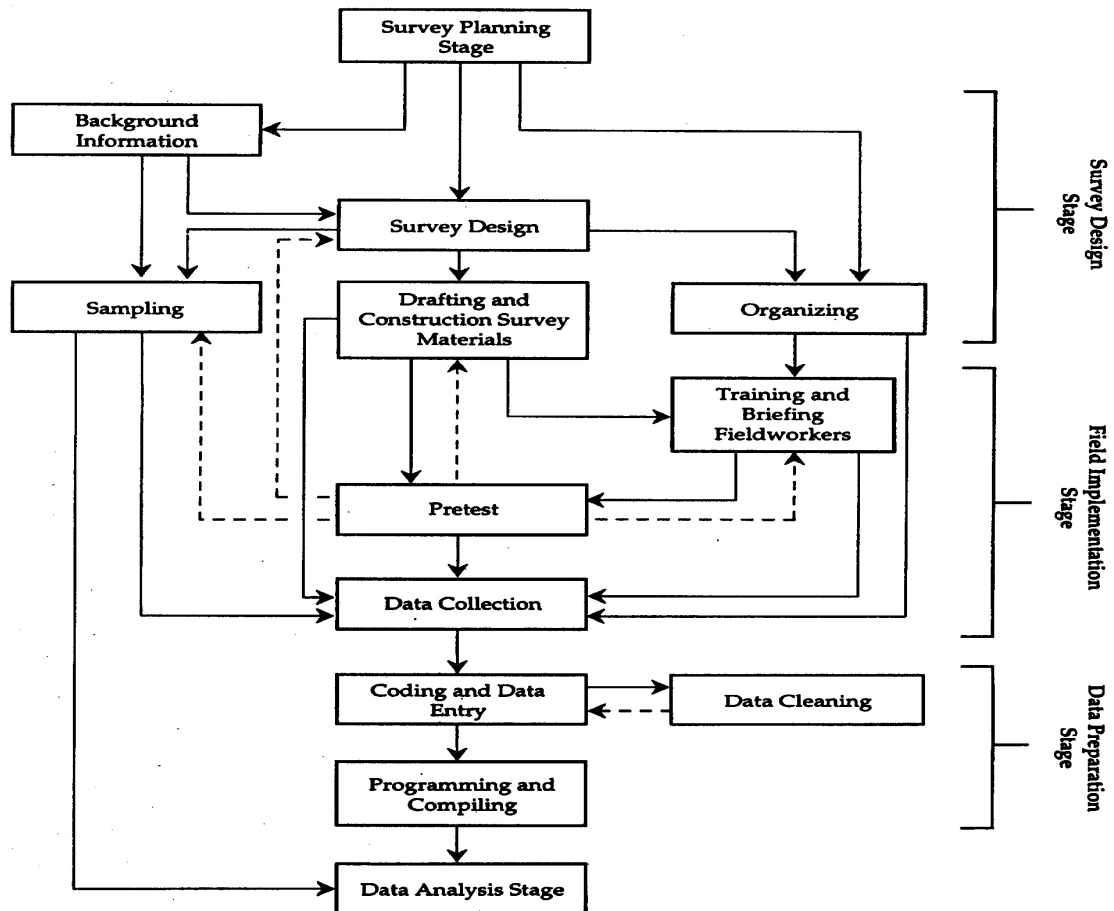 Survey Planning
Stage
Background
Information
Survey Design
Sampling
Drafting and
Construction Survey
Materials
Organizing
Training and
Briefing
Fieldworkers
Pretest
Data Collection
Coding and Data
Entry
Data Cleaning
Programming and
Compiling
Data Analysis Stage
Survey Design
Stage
Field Implementation
Stage
Data Preparation
Stage